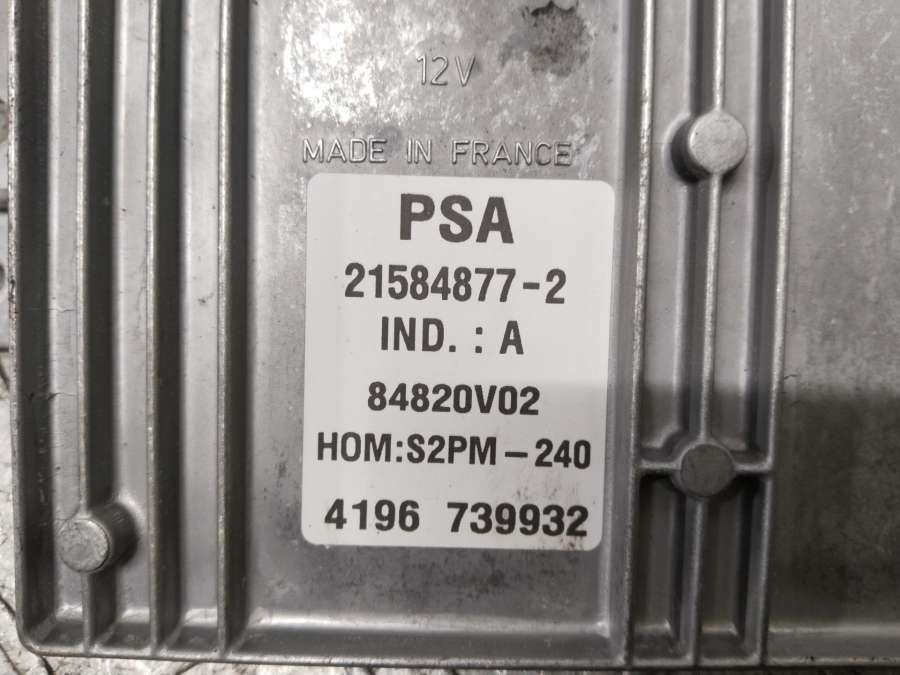 12V
MADE IN FRANCE
PSA
21584877-2
IND. : A
84820V02
HOM:S2PM-240
4196 739932